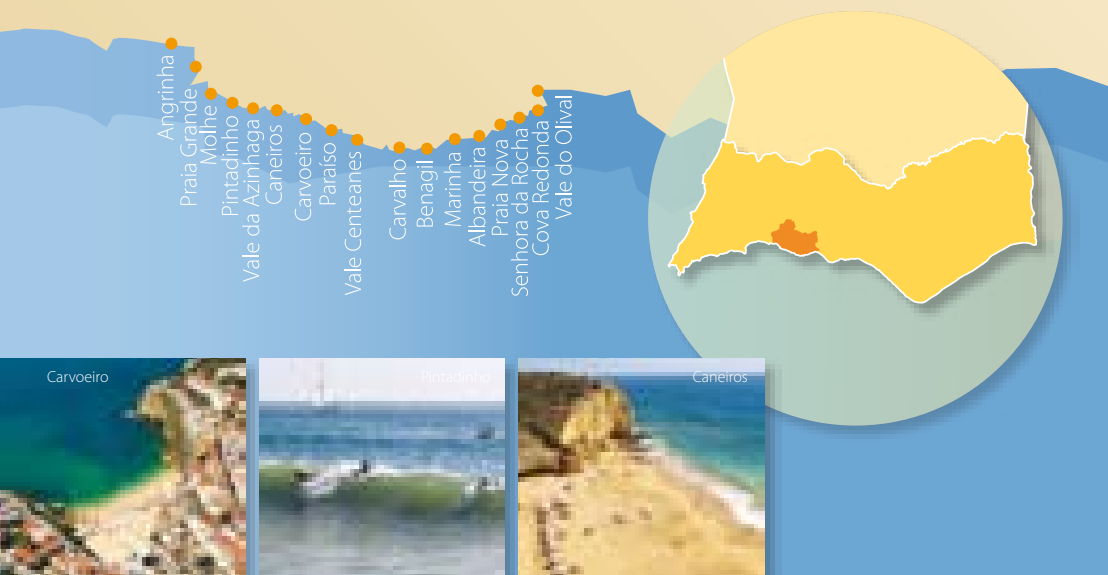 Angrinha
Praia Grande
Molhe
Pintadinho
Vale da Azinhaga
Caneiros
Carvoeiro
Paraíso
Vale Centeanes
Carvalho
Benagil
Marinha
Albandeira
Praia Nova
Senhora da Rocha
Cova Redonda
Vale do Olival
Carvoeiro
Pintadinho
Caneiros